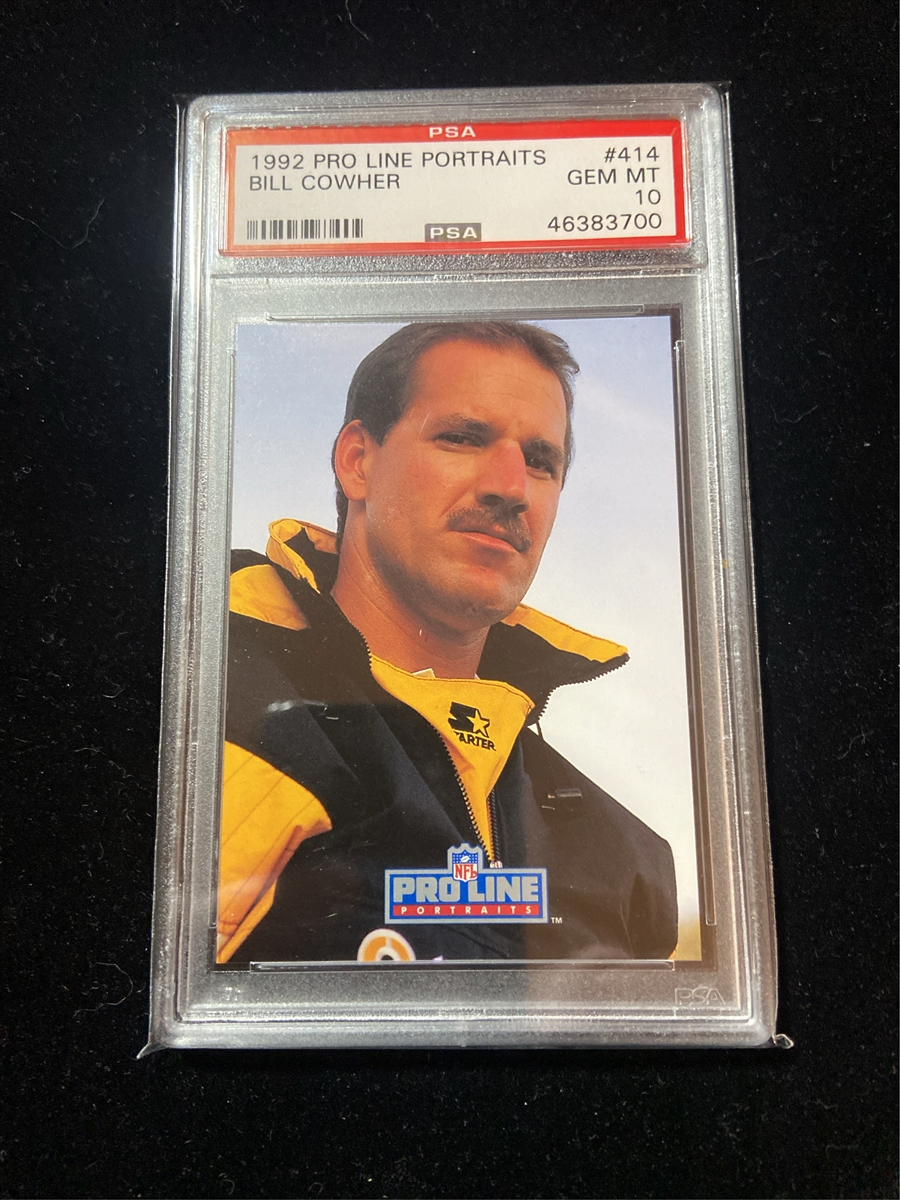 PSA
1992 PRO LINE PORTRAITS #414
BILL COWHER GEM MT
10
PSA 46383700
STARTER
NFL
PRO LINE
PORTRAITS ™
PSA